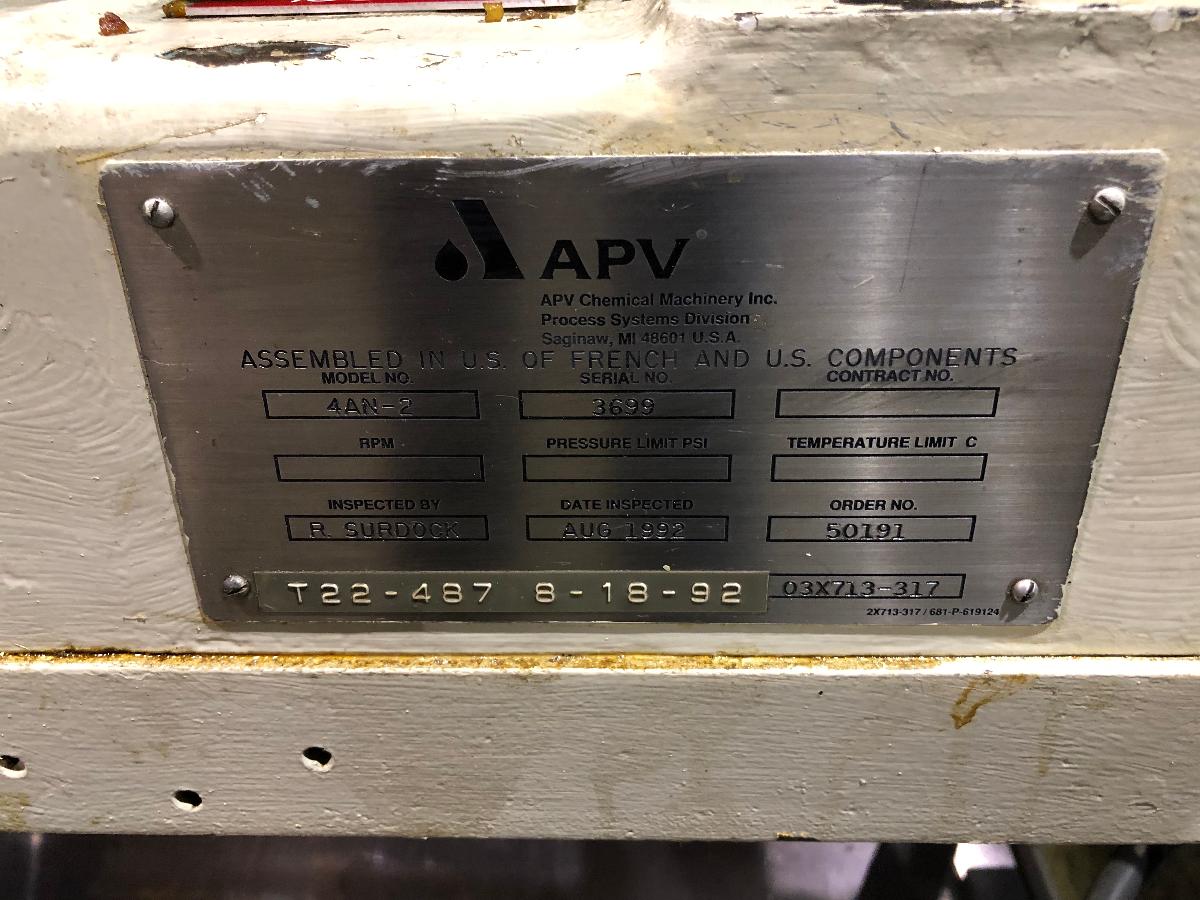 APV
APV Chemical Machinery Inc.
Process Systems Division
Saginaw, MI 48601 U.S.A.
ASSEMBLED IN U.S. OF FRENCH AND U.S. COMPONENTS
MODEL NO. SERIAL NO. CONTRACT NO.
4AN-2 3699
RPM PRESSURE LIMIT PSI TEMPERATURE LIMIT C
INSPECTED BY DATE INSPECTED ORDER NO.
R. SURDOCK AUG 1992 50191
T22-487 8-18-92 03X713-317
2X713-317 / 681-P-619124